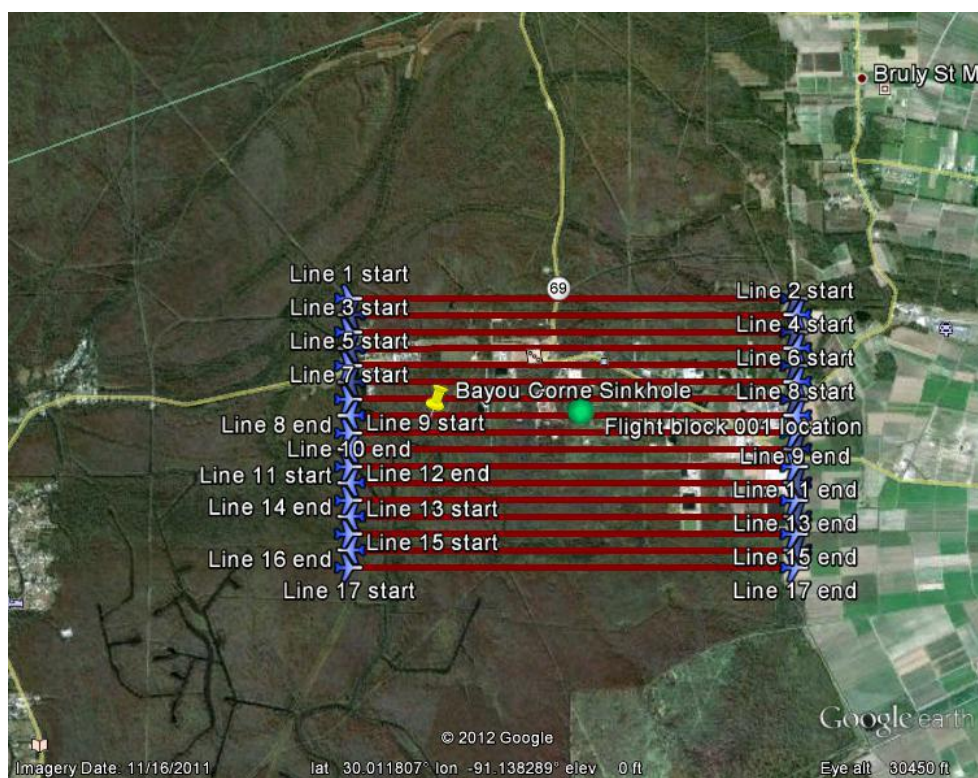 Bruly St M
Line 1 start
69
Line 2 start
Line 3 start
Line 4 start
Line 5 start
Line 6 start
Line 7 start
Bayou Corne Sinkhole
Line 8 start
Line 8 end
Line 9 start
Flight block 001 location
Line 10 end
Line 9 end
Line 11 start
Line 12 end
Line 11 end
Line 14 end
Line 13 start
Line 13 end
Line 15 start
Line 16 end
Line 15 end
Line 17 start
Line 17 end
Google earth
© 2012 Google
Imagery Date: 11/16/2011 lat 30.011807° lon -91.138289° elev 0 ft Eye alt 30450 ft